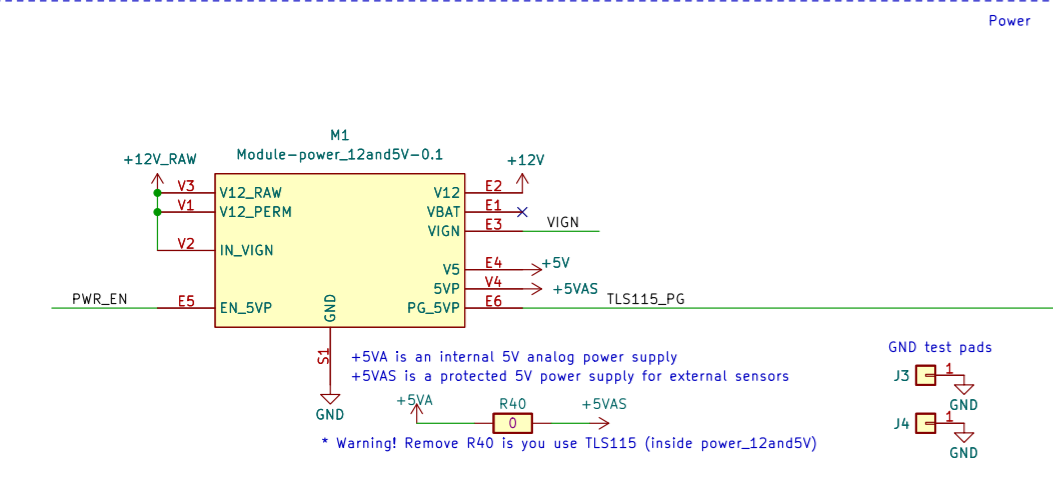 Power
M1
Module-power_12and5V-0.1
+12V_RAW
+12V
V3 V12_RAW V12 E2
V1 V12_PERM VBAT E1
VIGN E3 VIGN
V2 IN_VIGN
V5 E4 +5V
5VP V4 +5VAS
PWR_EN E5 EN_5VP PG_5VP E6 TLS115_PG
GND
S1
GND
+5VA is an internal 5V analog power supply
+5VAS is a protected 5V power supply for external sensors
+5VA R40 +5VAS
0
* Warning! Remove R40 is you use TLS115 (inside power_12and5V)
GND test pads
J3 1
GND
J4 1
GND